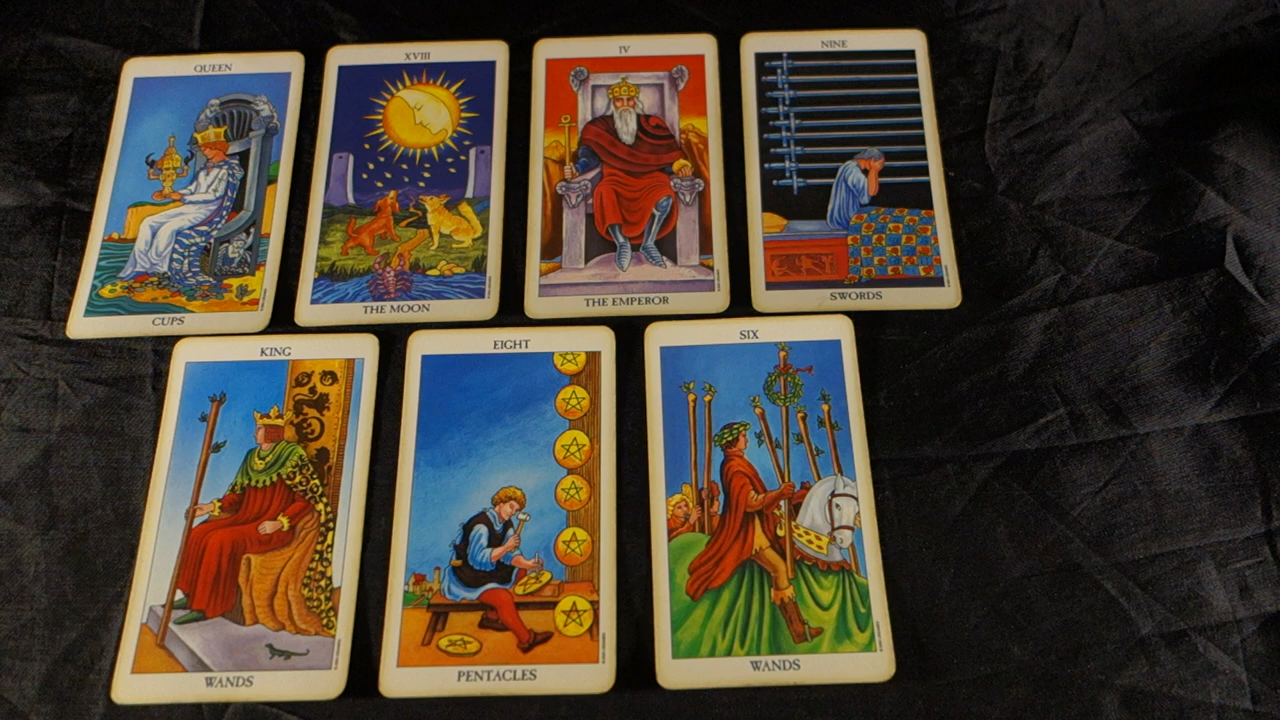 QUEEN
CUPS
XVIII
THE MOON
IV
THE EMPEROR
NINE
SWORDS
KING
WANDS
EIGHT
PENTACLES
SIX
WANDS